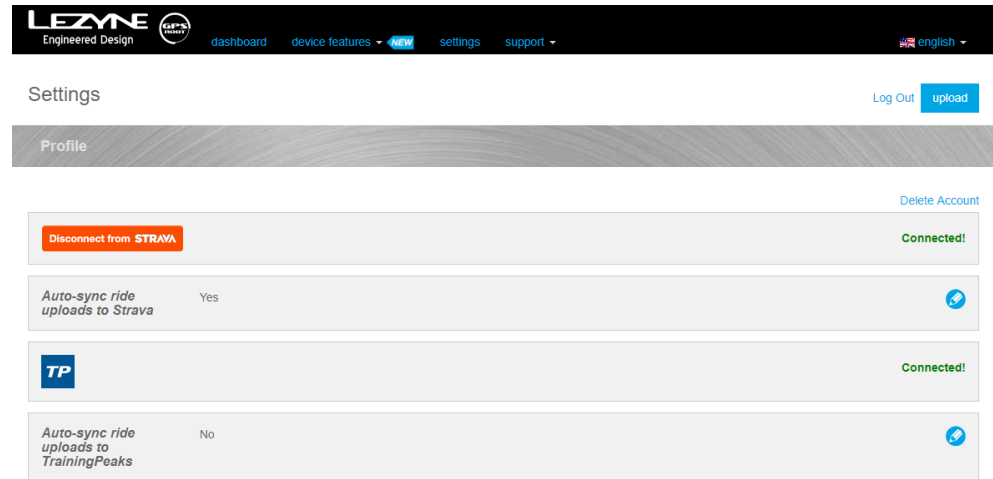 LEZYNE
Engineered Design
GPS
ROOT
dashboard device features NEW settings support english
Settings
Log Out upload
Profile
Delete Account
Disconnect from STRAVA Connected!
Auto-sync ride
uploads to Strava
Yes
TP Connected!
Auto-sync ride
uploads to
TrainingPeaks
No